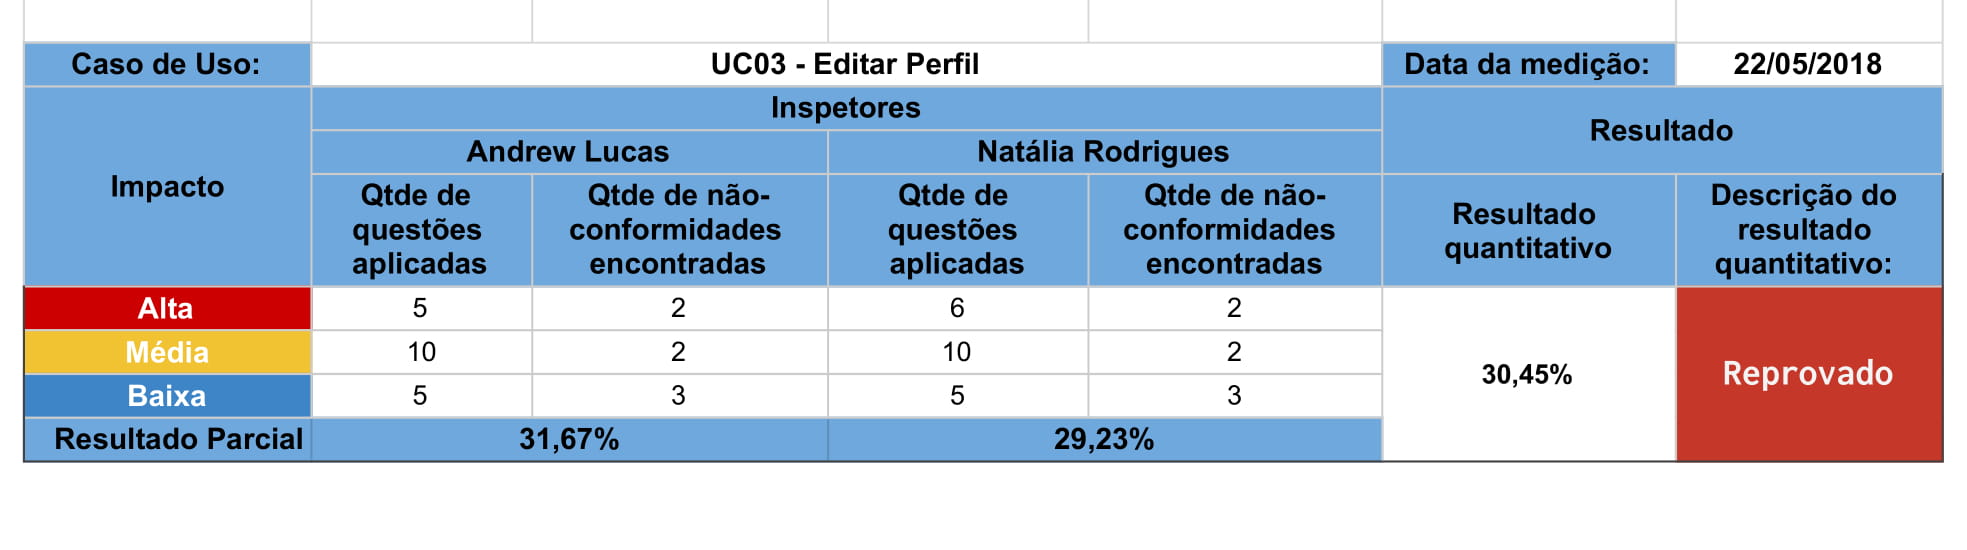 Caso de Uso: UC03 - Editar Perfil Data da medição: 22/05/2018
Impacto
Inspetores
Resultado
Andrew Lucas Natália Rodrigues
Qtde de
questões
aplicadas
Qtde de não-
conformidades
encontradas
Qtde de
questões
aplicadas
Qtde de não-
conformidades
encontradas
Resultado
quantitativo
Descrição do
resultado
quantitativo:
Alta 5 2 6 2
Média 10 2 10 2
Baixa 5 3 5 3
30,45%
Reprovado
Resultado Parcial 31,67% 29,23%